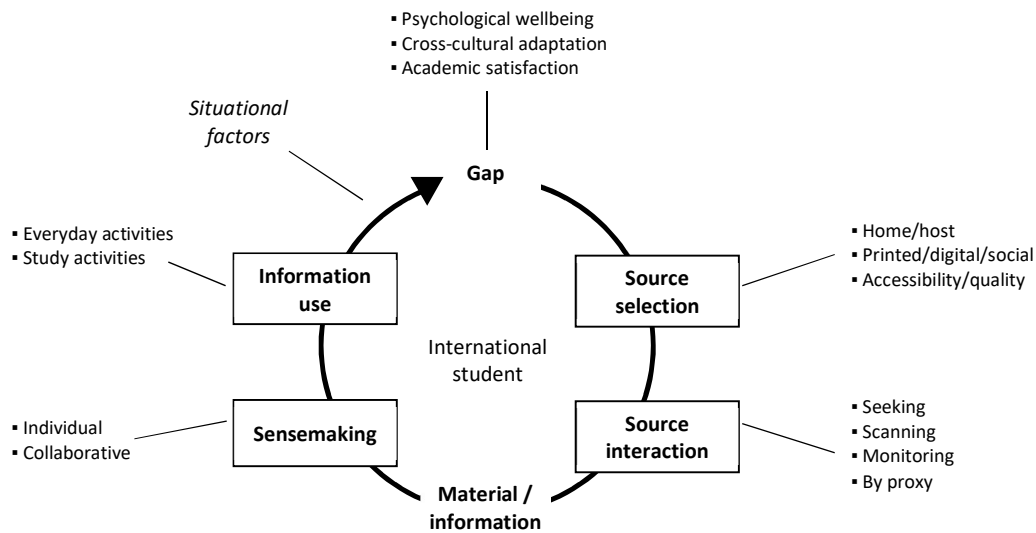 ▪ Psychological wellbeing
▪ Cross-cultural adaptation
▪ Academic satisfaction
Situational
factors
Gap
▪ Everyday activities
▪ Study activities
▪ Home/host
▪ Printed/digital/social
▪ Accessibility/quality
Information
use
Source
selection
International
student
▪ Individual
▪ Collaborative
Sensemaking
Source
interaction
▪ Seeking
▪ Scanning
▪ Monitoring
▪ By proxy
Material /
information